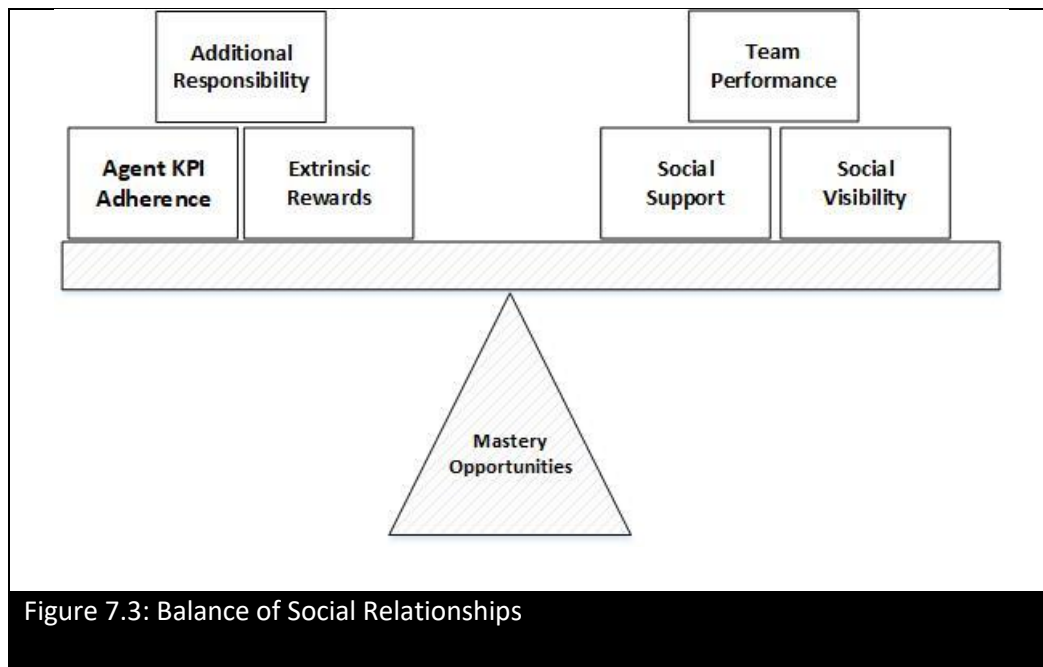 Additional
Responsibility
Team
Performance
Agent KPI
Adherence
Extrinsic
Rewards
Social
Support
Social
Visibility
Mastery
Opportunities
Figure 7.3: Balance of Social Relationships